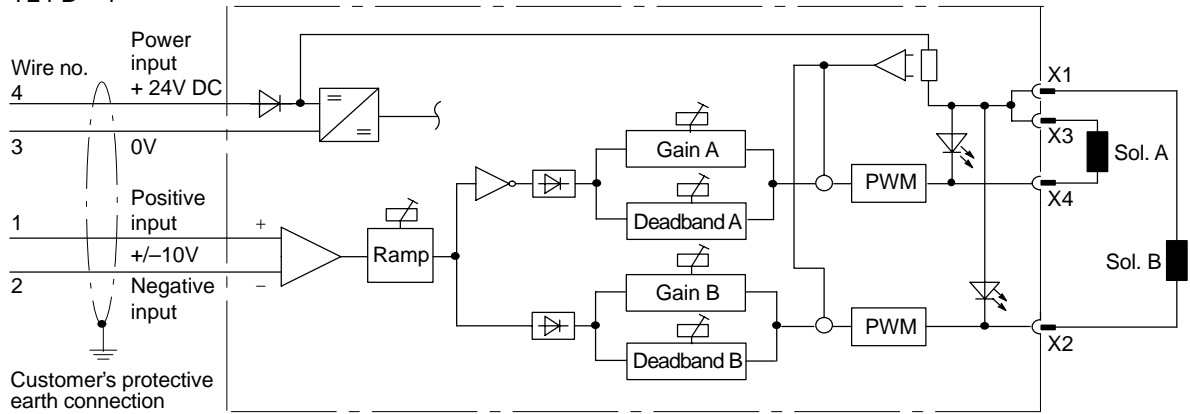 Power
input
Wire no.
4
+ 24V DC
X1
X3
3
0V
Gain A
Sol. A
PWM
X4
Positive
1
input
+
Deadband A
+/–10V
Ramp
Sol. B
2
Negative
–
input
Gain B
PWM
X2
Deadband B
Customer's protective
earth connection